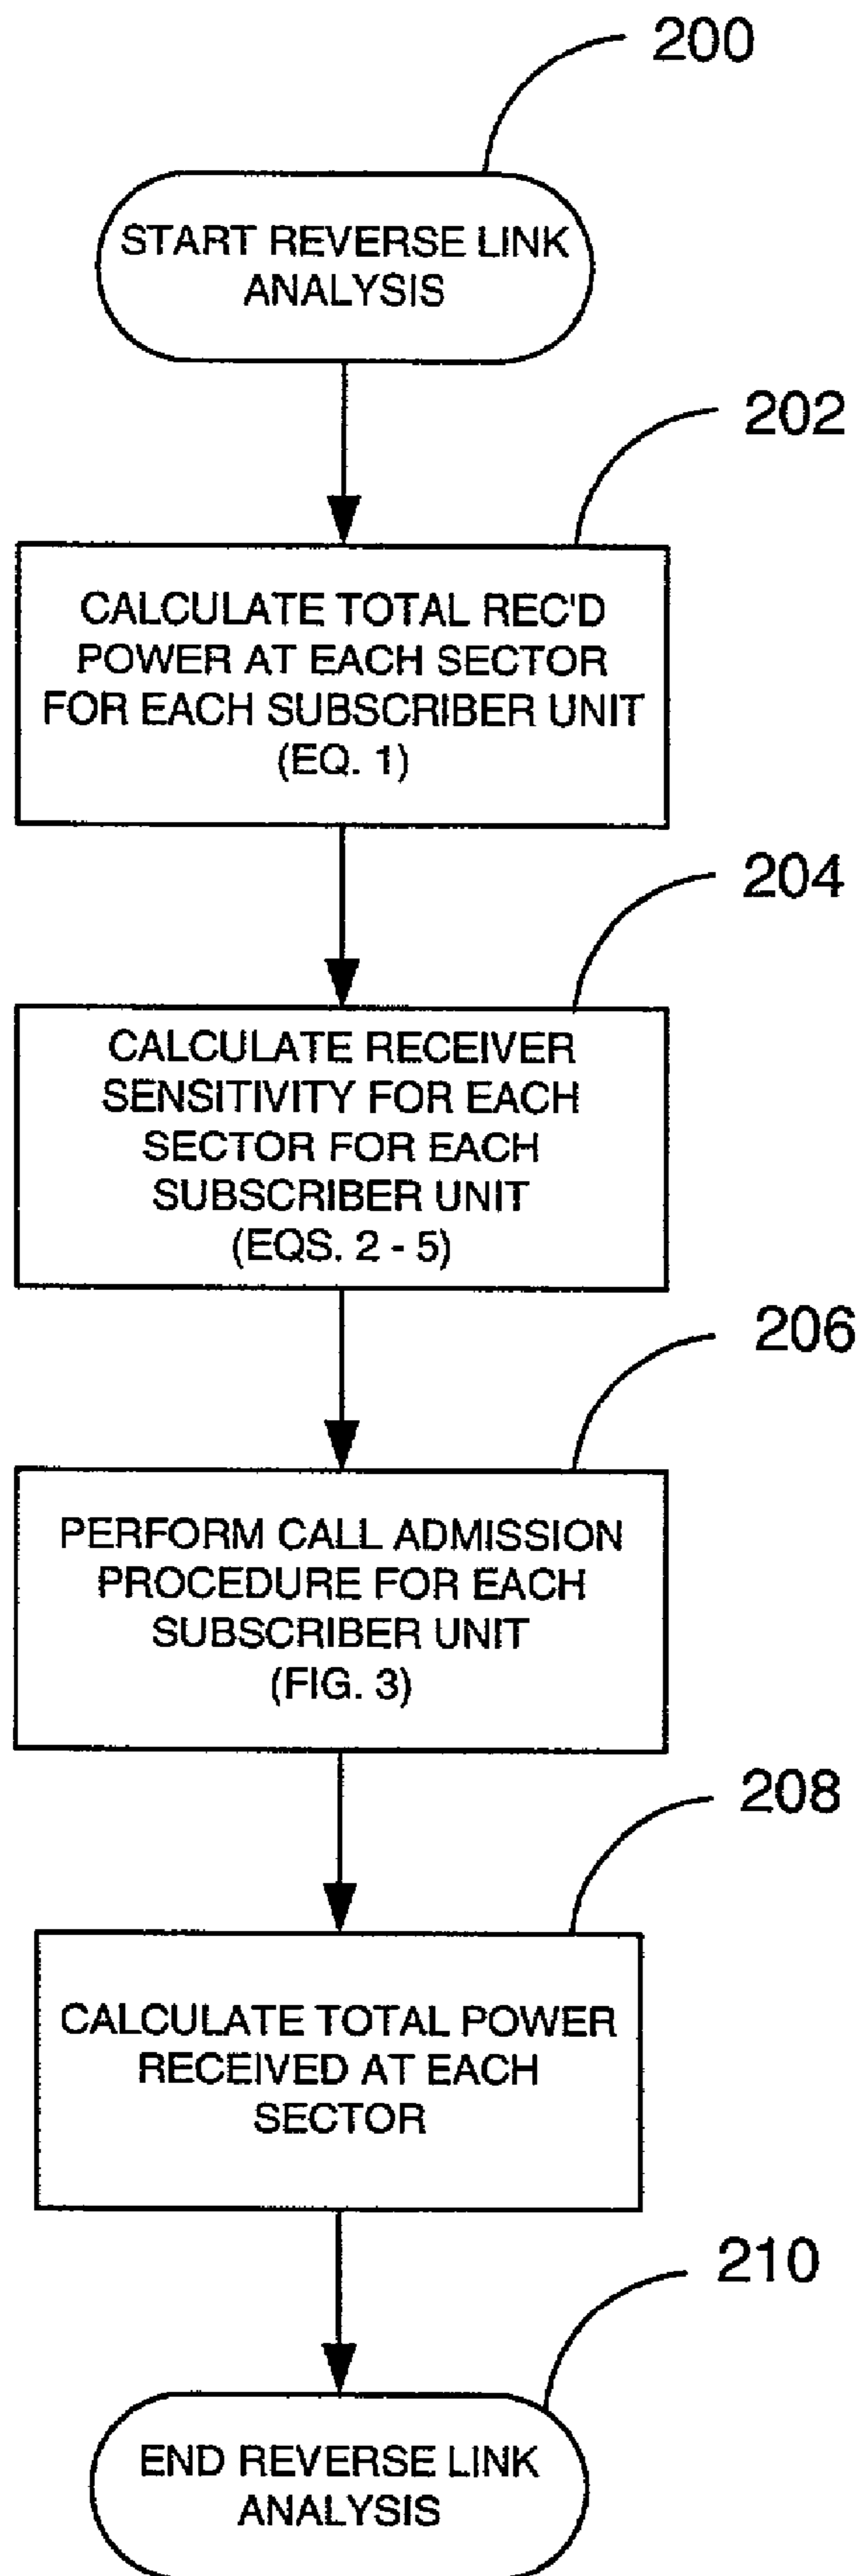 200
START REVERSE LINK
ANALYSIS
202
CALCULATE TOTAL REC'D
POWER AT EACH SECTOR
FOR EACH SUBSCRIBER UNIT
(EQ. 1)
204
CALCULATE RECEIVER
SENSITIVITY FOR EACH
SECTOR FOR EACH
SUBSCRIBER UNIT
(EQS. 2 - 5)
206
PERFORM CALL ADMISSION
PROCEDURE FOR EACH
SUBSCRIBER UNIT
(FIG. 3)
208
CALCULATE TOTAL POWER
RECEIVED AT EACH
SECTOR
210
END REVERSE LINK
ANALYSIS